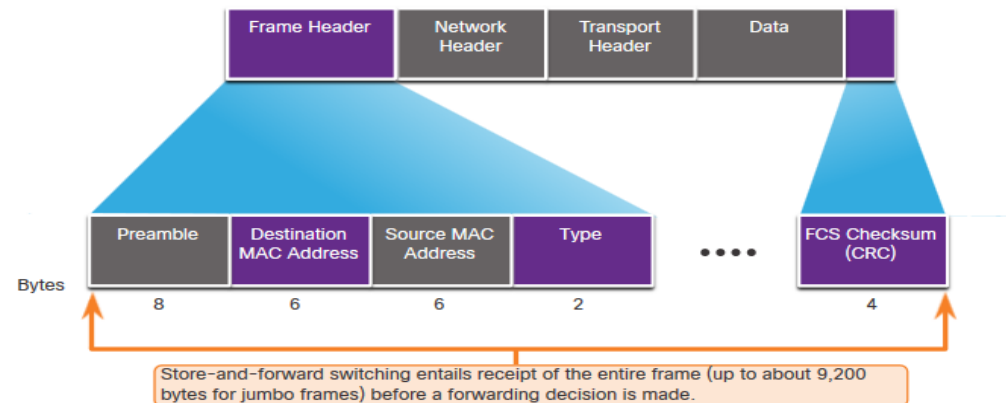 Frame Header
Network
Header
Transport
Header
Data
Preamble
Destination
MAC Address
Source MAC
Address
Type
••••
FCS Checksum
(CRC)
Bytes
8
6
6
2
4
Store-and-forward switching entails receipt of the entire frame (up to about 9,200
bytes for jumbo frames) before a forwarding decision is made.